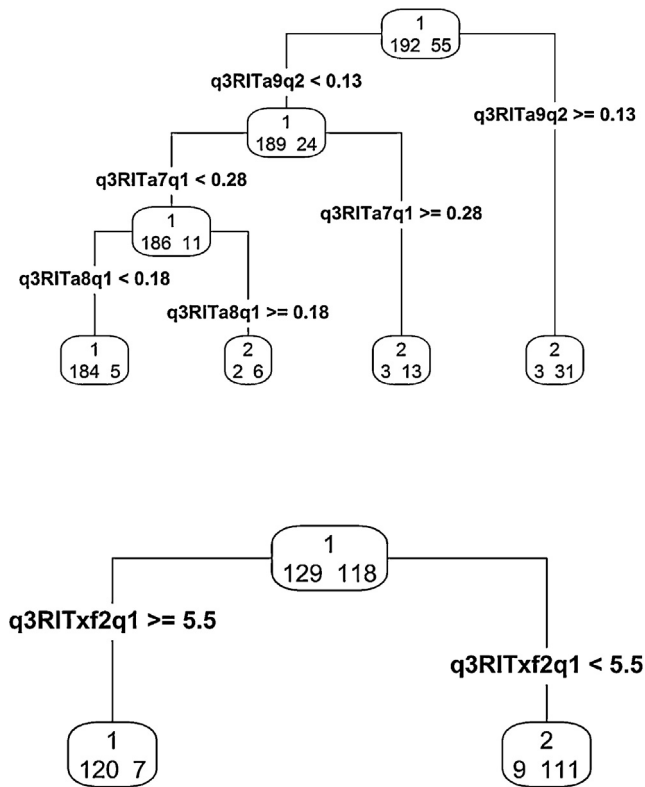 1
192 55
q3RITa9q2 < 0.13
q3RITa9q2 >= 0.13
1
189 24
q3RITa7q1 < 0.28
q3RITa7q1 >= 0.28
1
186 11
q3RITa8q1 < 0.18
q3RITa8q1 >= 0.18
1
184 5
2
2 6
2
3 13
2
3 31
1
129 118
q3RITxf2q1 >= 5.5
q3RITxf2q1 < 5.5
1
120 7
2
9 111